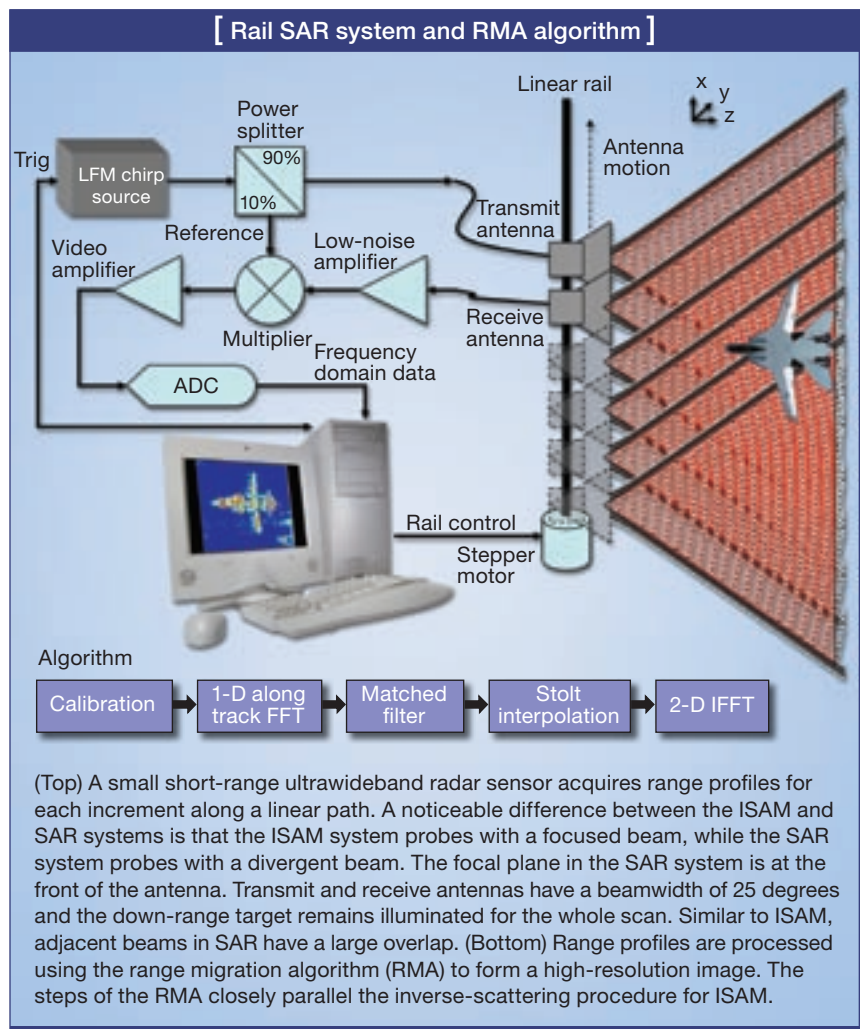 [ Rail SAR system and RMA algorithm ]
Linear rail
x
y
z
Power
splitter
Trig
LFM chirp
source
90%
10%
Antenna
motion
Transmit
antenna
Reference
Video
amplifier
Low-noise
amplifier
Multiplier
Receive
antenna
Frequency
domain data
ADC
Rail control
Stepper
motor
Algorithm
Calibration
1-D along
track FFT
Matched
filter
Stolt
interpolation
2-D IFFT
(Top) A small short-range ultrawideband radar sensor acquires range profiles for
each increment along a linear path. A noticeable difference between the ISAM and
SAR systems is that the ISAM system probes with a focused beam, while the SAR
system probes with a divergent beam. The focal plane in the SAR system is at the
front of the antenna. Transmit and receive antennas have a beamwidth of 25 degrees
and the down-range target remains illuminated for the whole scan. Similar to ISAM,
adjacent beams in SAR have a large overlap. (Bottom) Range profiles are processed
using the range migration algorithm (RMA) to form a high-resolution image. The
steps of the RMA closely parallel the inverse-scattering procedure for ISAM.